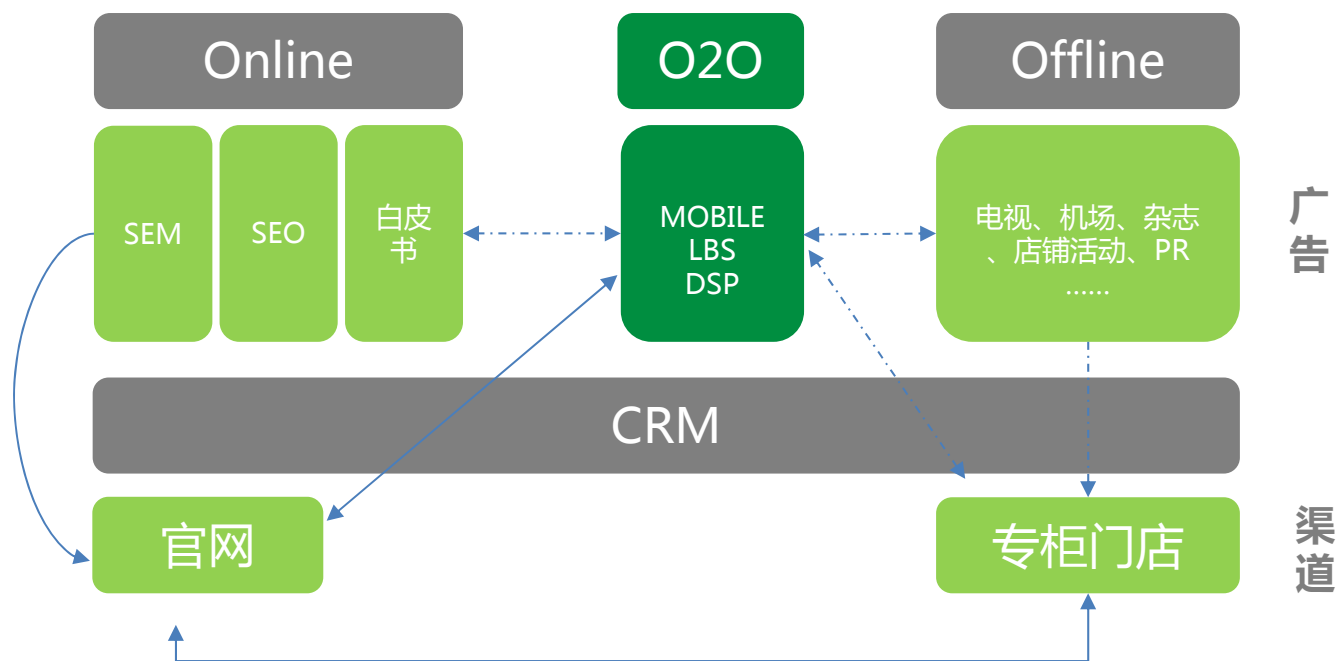 Online
O2O
Offline
SEM
SEO
白皮
书
MOBILE
LBS
DSP
电视、机场、杂志
、店铺活动、PR
......
广
告
CRM
官网
专柜门店
渠
道